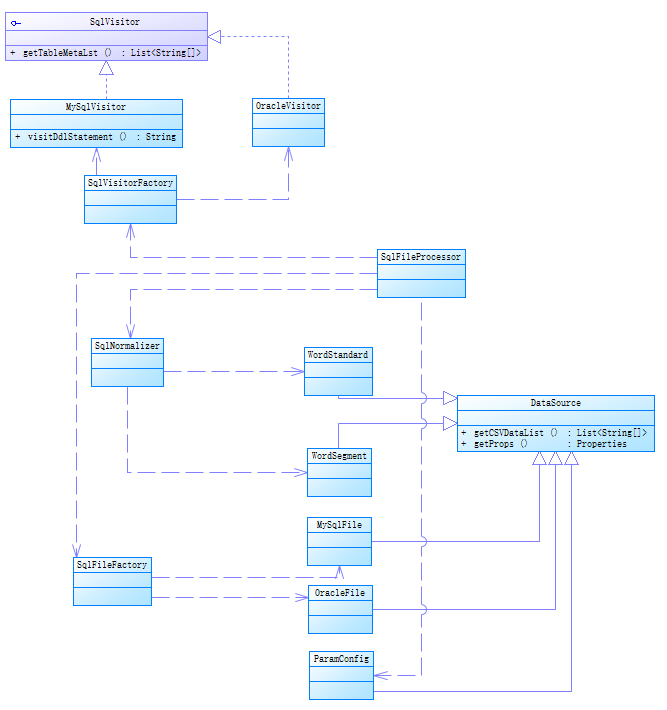 SqlVisitor
+ getTableMetaLst () : List<String[]>
MySqlVisitor
+ visitDdlStatement () : String
OracleVisitor
SqlVisitorFactory
SqlFileProcessor
SqlNormalizer
WordStandard
DataSource
+ getCSVDataList () : List<String[]>
+ getProps () : Properties
WordSegment
MySqlFile
SqlFileFactory
OracleFile
ParamConfig